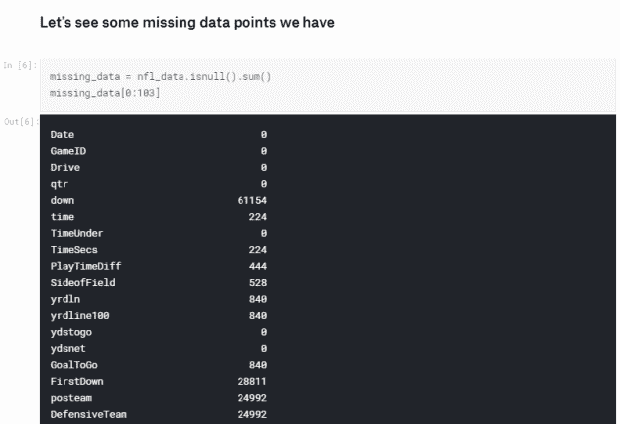 Let's see some missing data points we have
In [6]:
missing_data = nfl_data.isnull().sum()
missing_data[0:103]
Out[6]:
Date 0
GameID 0
Drive 0
qtr 0
down 61154
time 224
TimeUnder 0
TimeSecs 224
PlayTimeDiff 444
SideofField 528
yrdln 840
yrdline100 840
ydstogo 0
ydsnet 0
GoalToGo 840
FirstDown 28811
posteam 24992
DefensiveTeam 24992